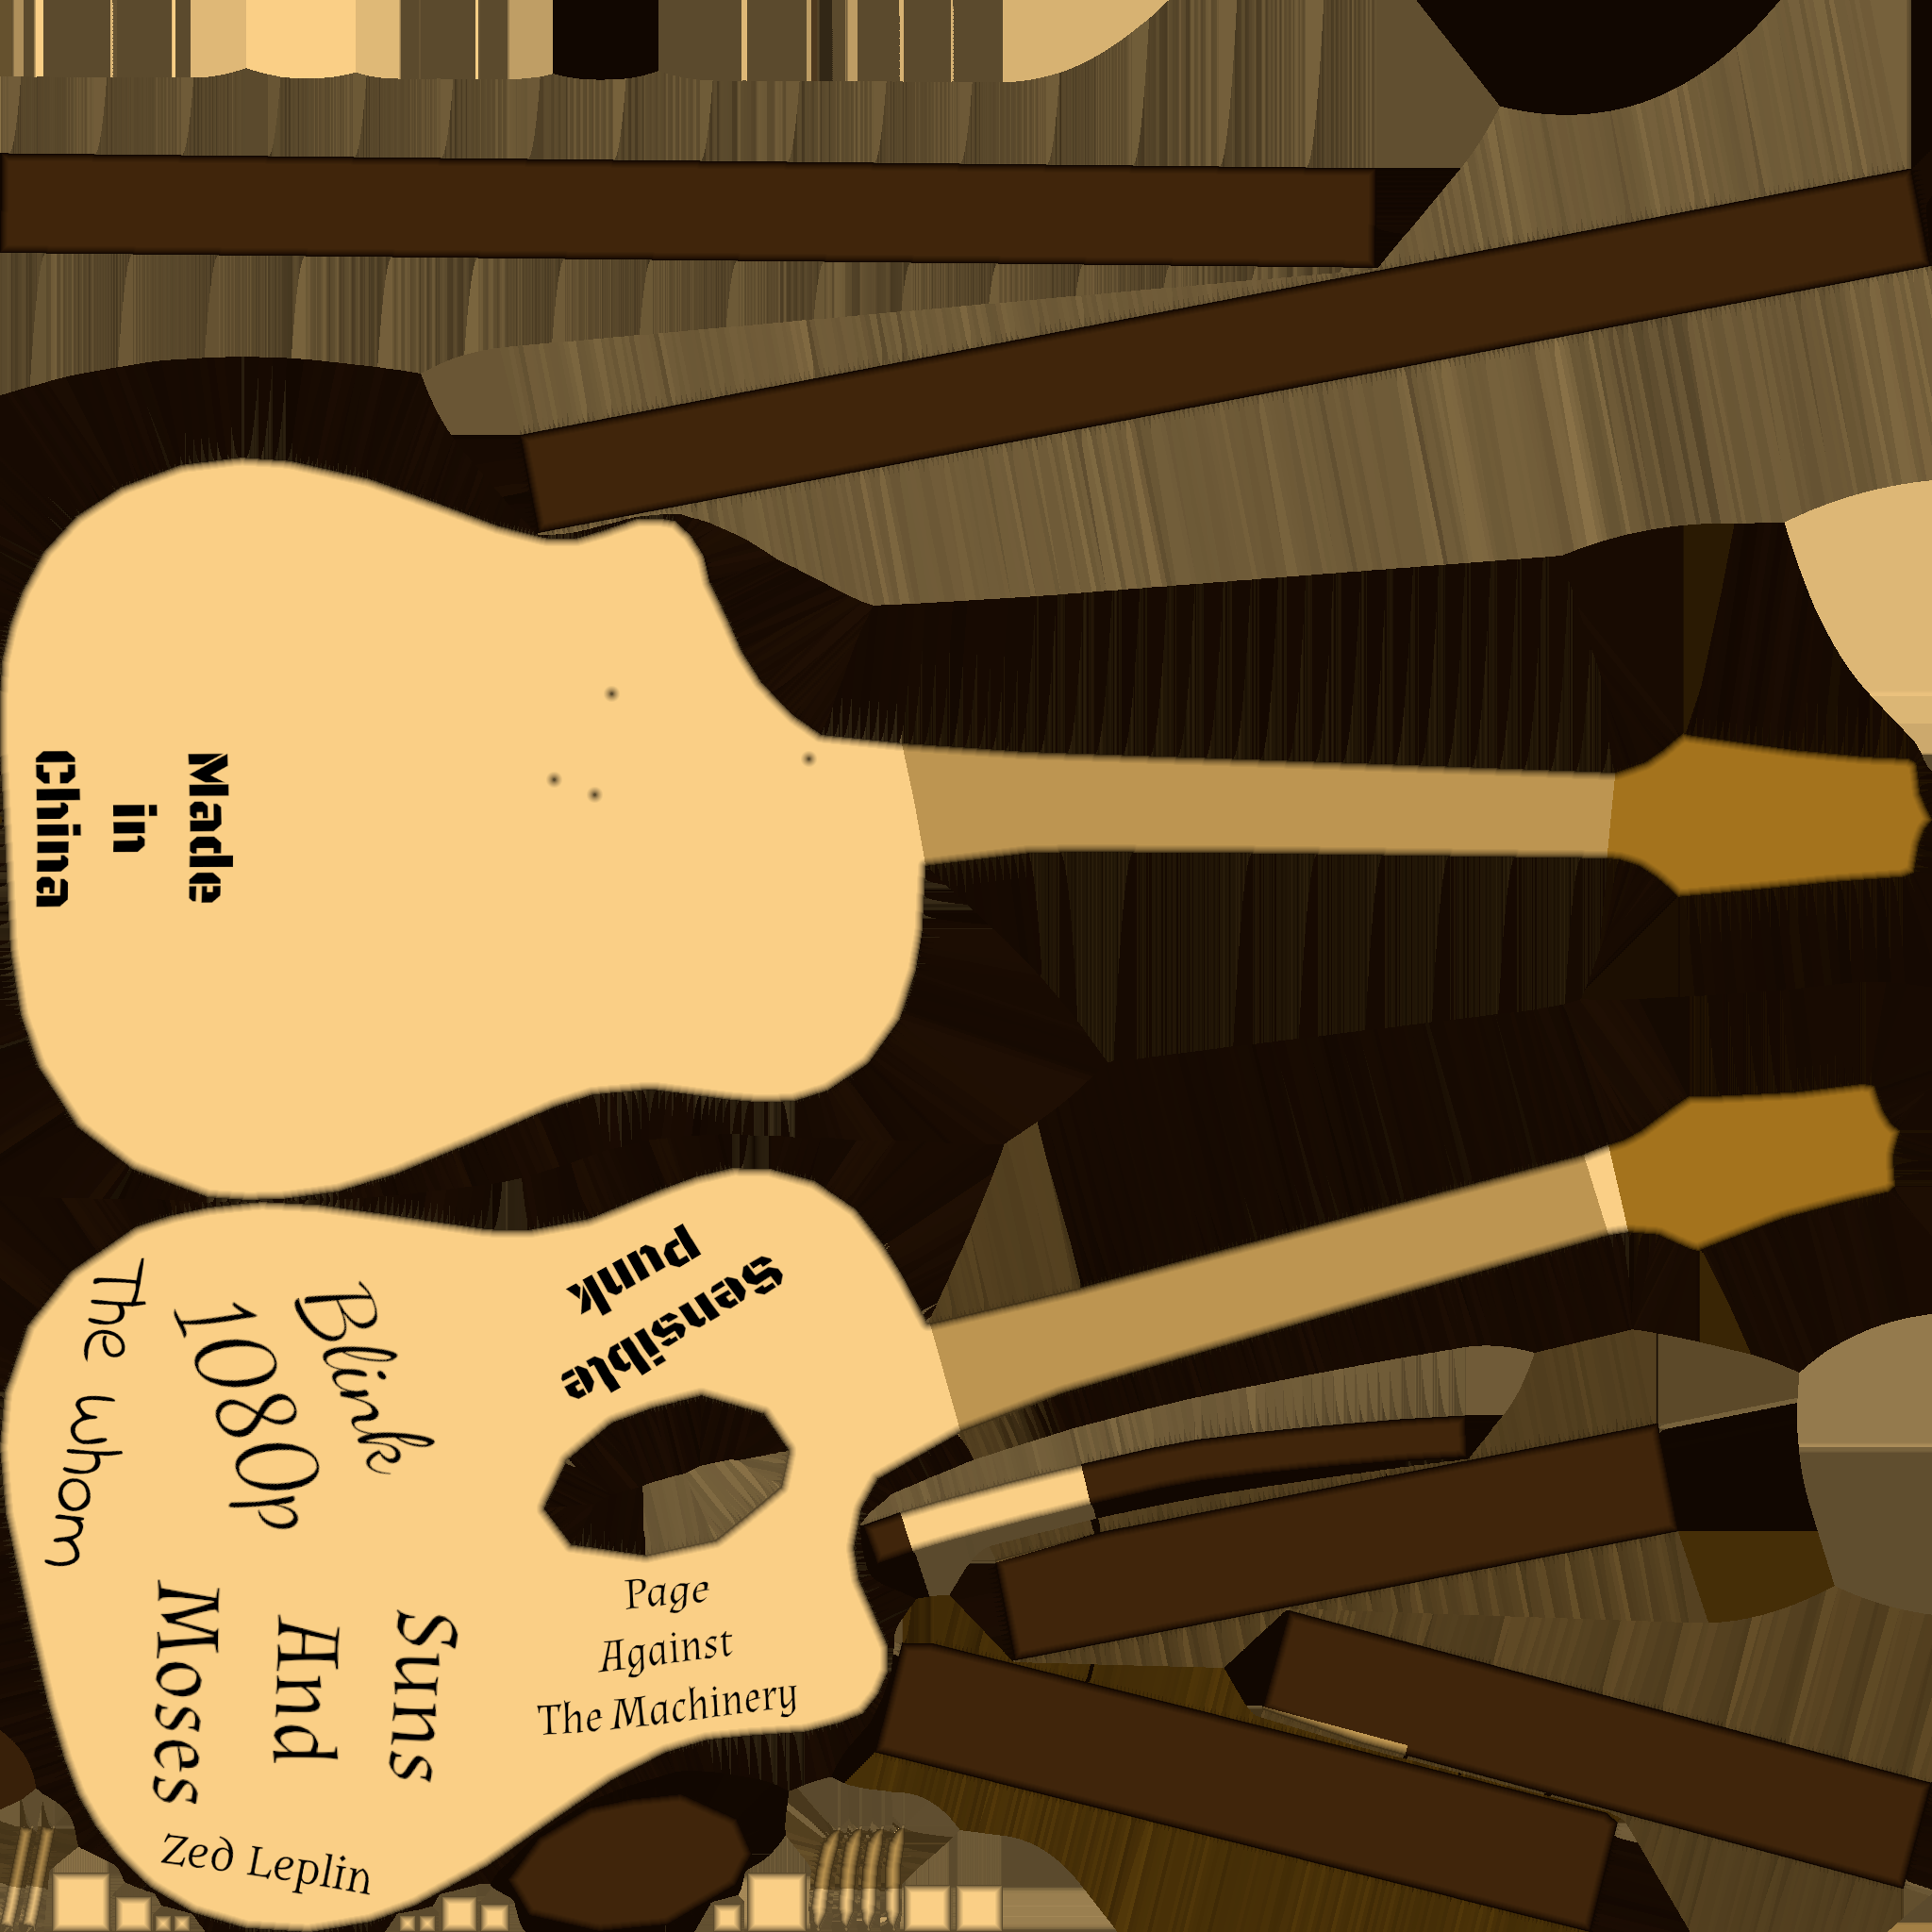 Made
in
China
Sensible
Punk
Blink
1080p
The Whom
Page
Against
The Machinery
Suns
And
Moses
Zed Leplin